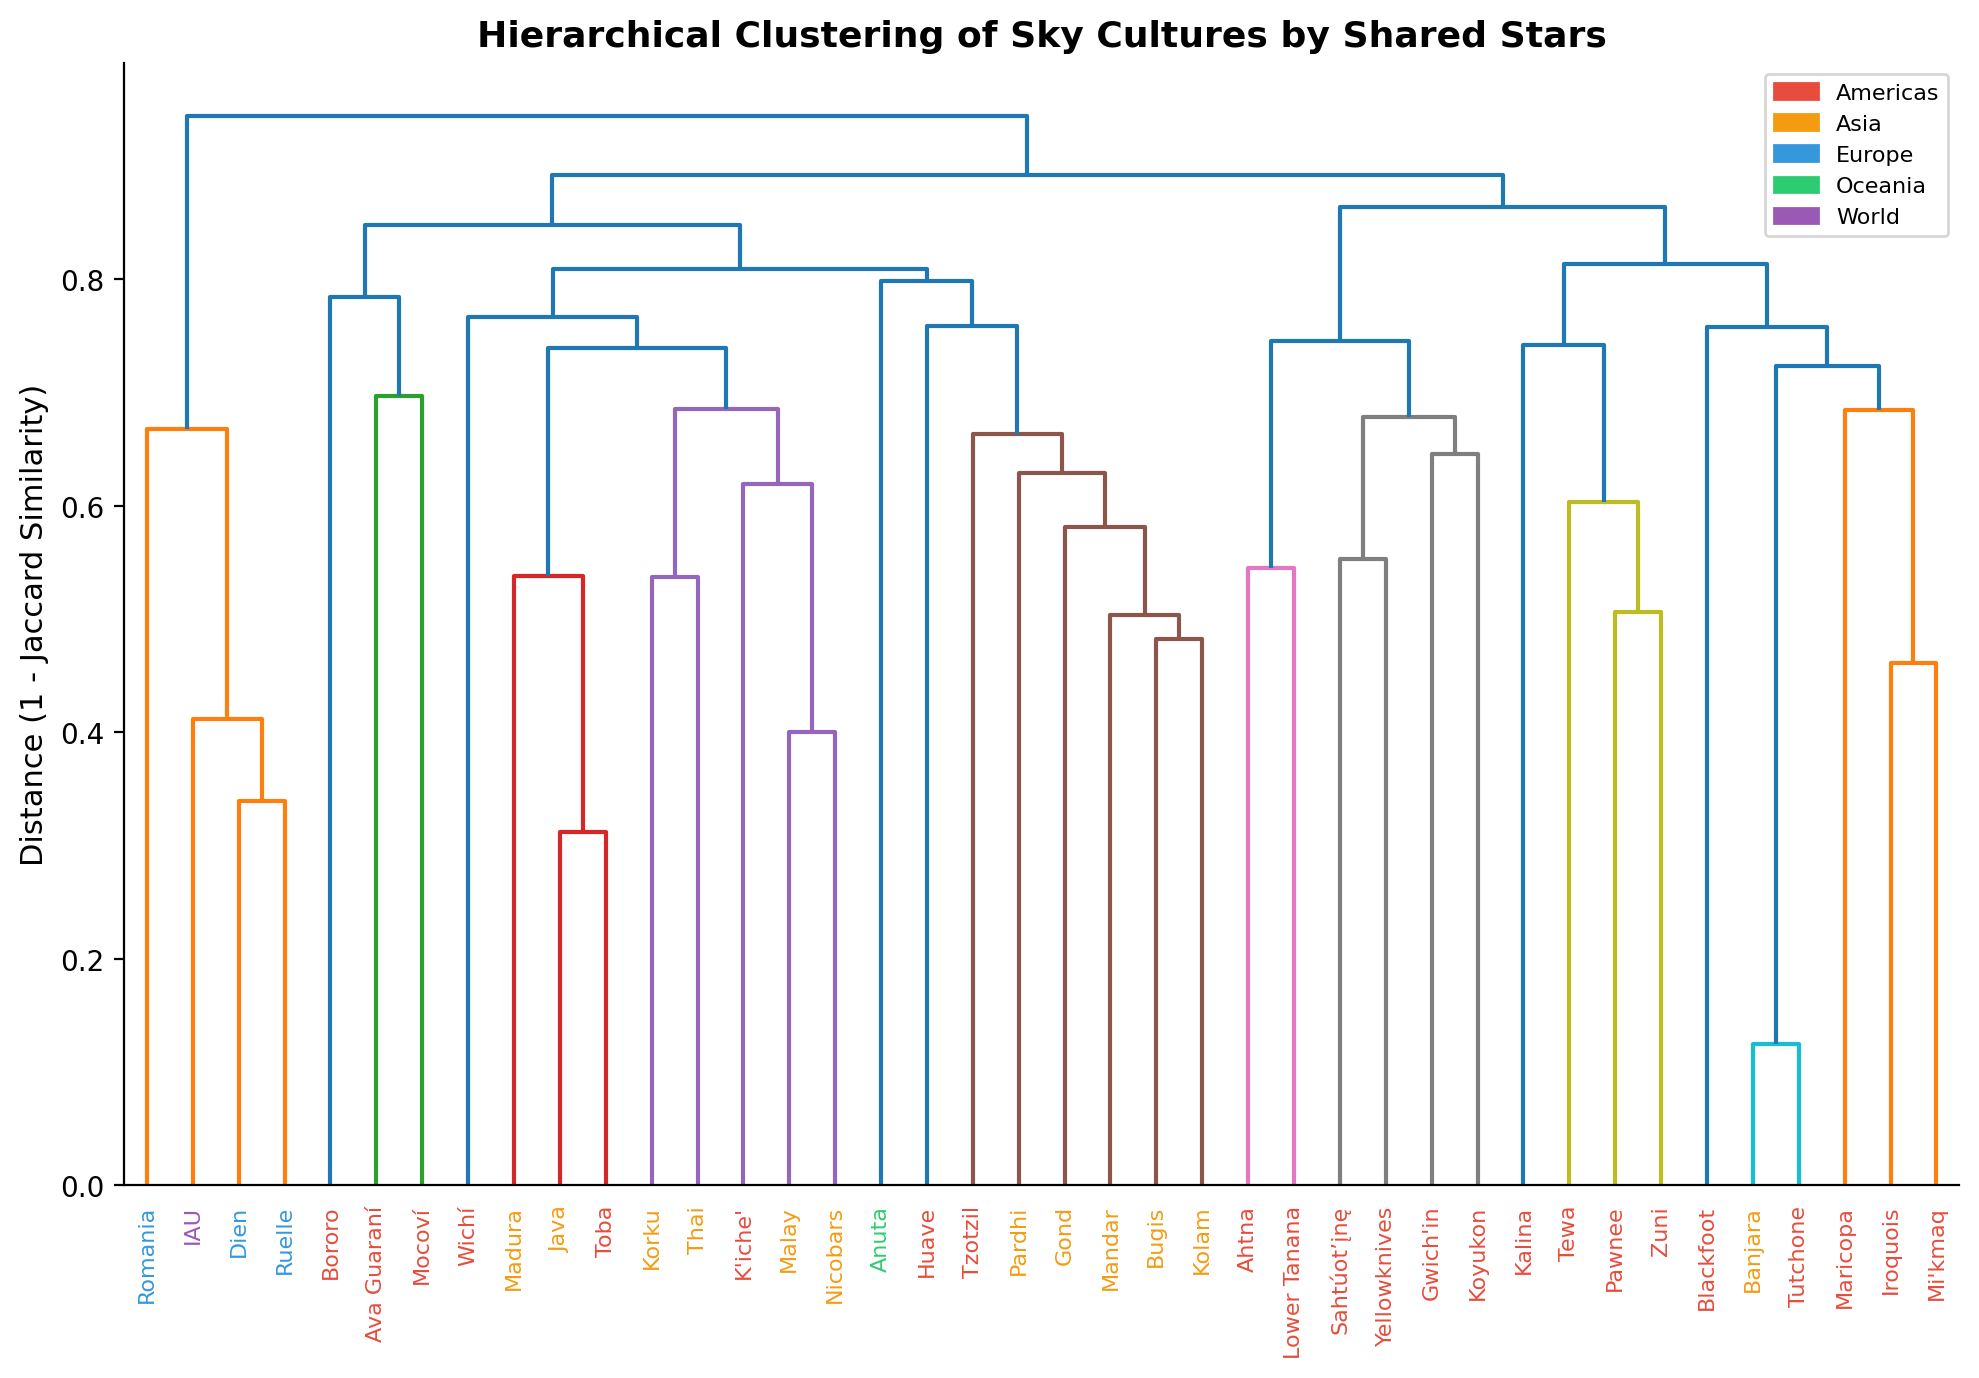 Hierarchical Clustering of Sky Cultures by Shared Stars
Distance (1 - Jaccard Similarity)
0.8
0.6
0.4
0.2
0.0
Americas
Asia
Europe
Oceania
World
Romania
IAU
Dien
Ruelle
Bororo
Ava Guaraní
Mocoví
Wichí
Madura
Java
Toba
Korku
Thai
K'iche'
Malay
Nicobars
Anuta
Huave
Tzotzil
Pardhi
Gond
Mandar
Bugis
Kolam
Ahtna
Lower Tanana
Sahtúot’ı̨nę
Yellowknives
Gwich'in
Koyukon
Kalina
Tewa
Pawnee
Zuni
Blackfoot
Banjara
Tutchone
Maricopa
Iroquois
Mi'kmaq